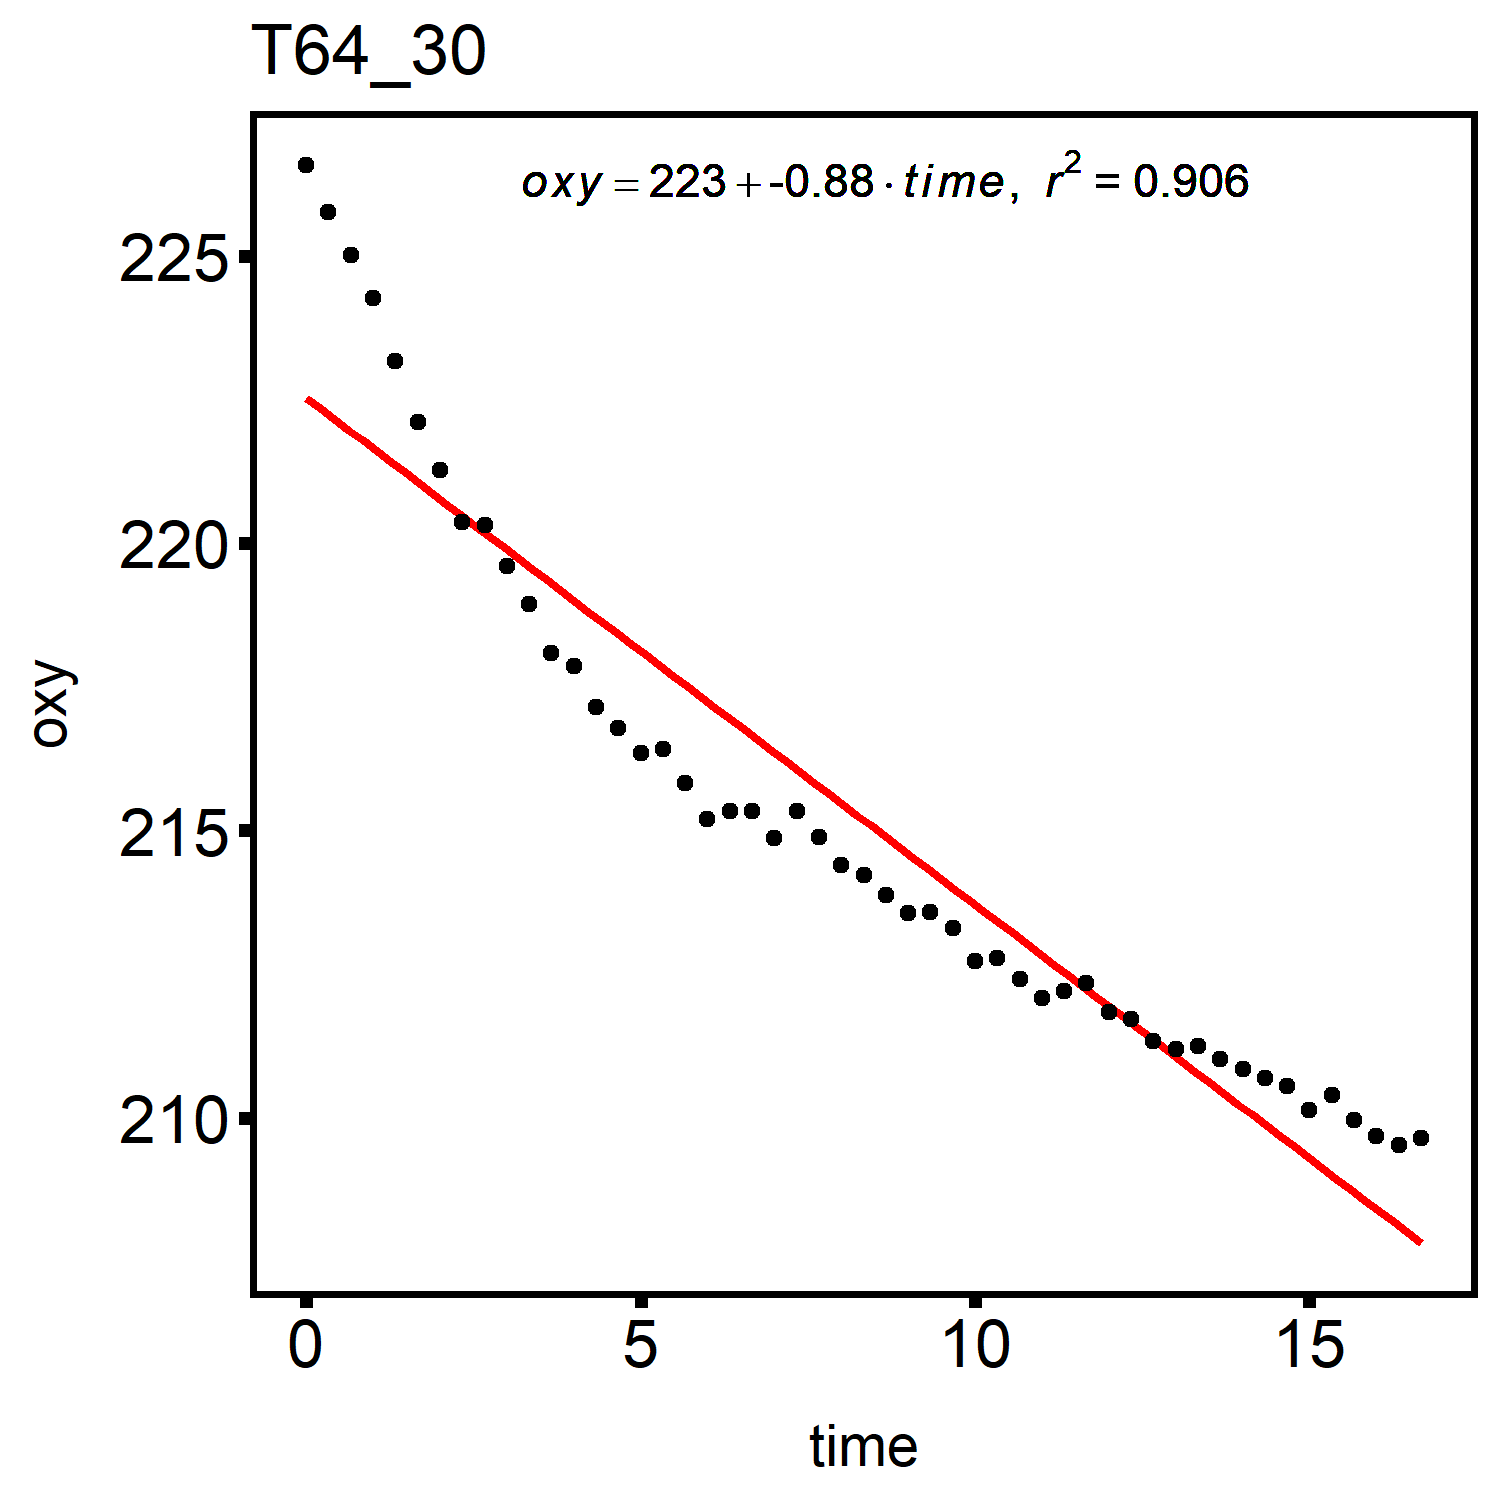 T64_30
oxy = 223 + -0.88 · time, r² = 0.906
225
220
215
210
oxy
0 5 10 15
time